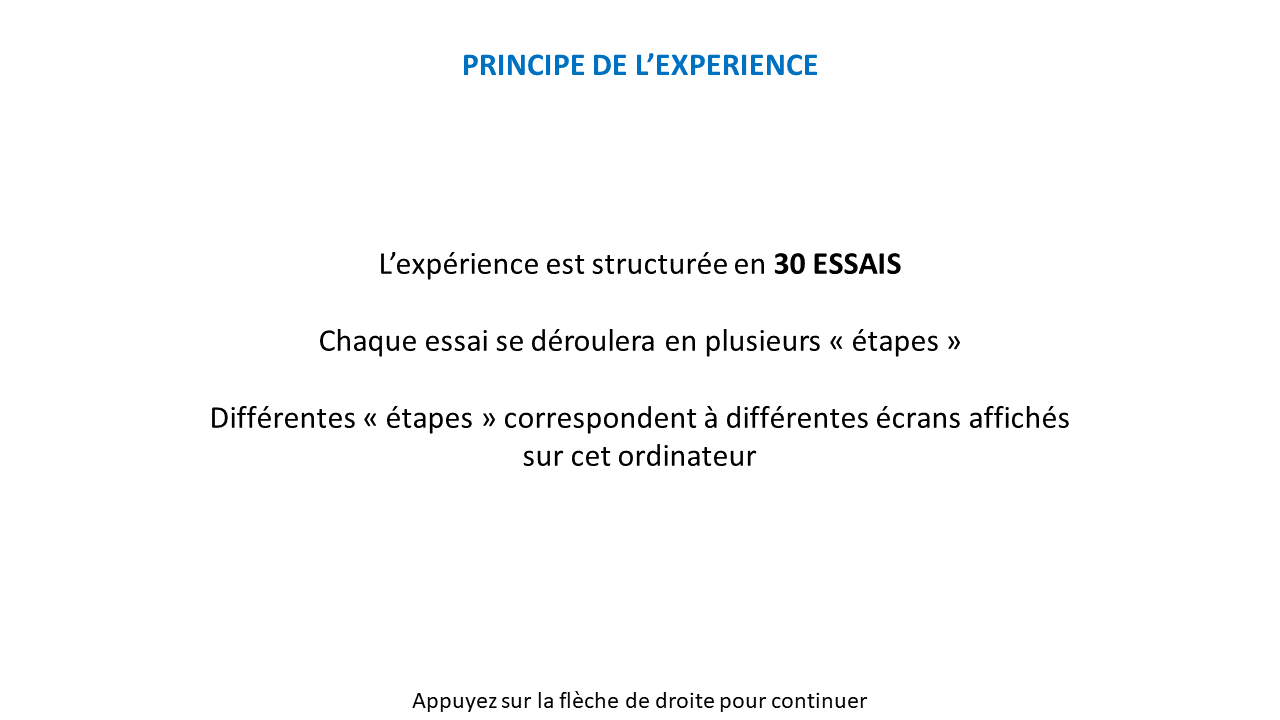 PRINCIPE DE L’EXPERIENCE
L’expérience est structurée en 30 ESSAIS
Chaque essai se déroulera en plusieurs « étapes »
Différentes « étapes » correspondent à différentes écrans affichés
sur cet ordinateur
Appuyez sur la flèche de droite pour continuer